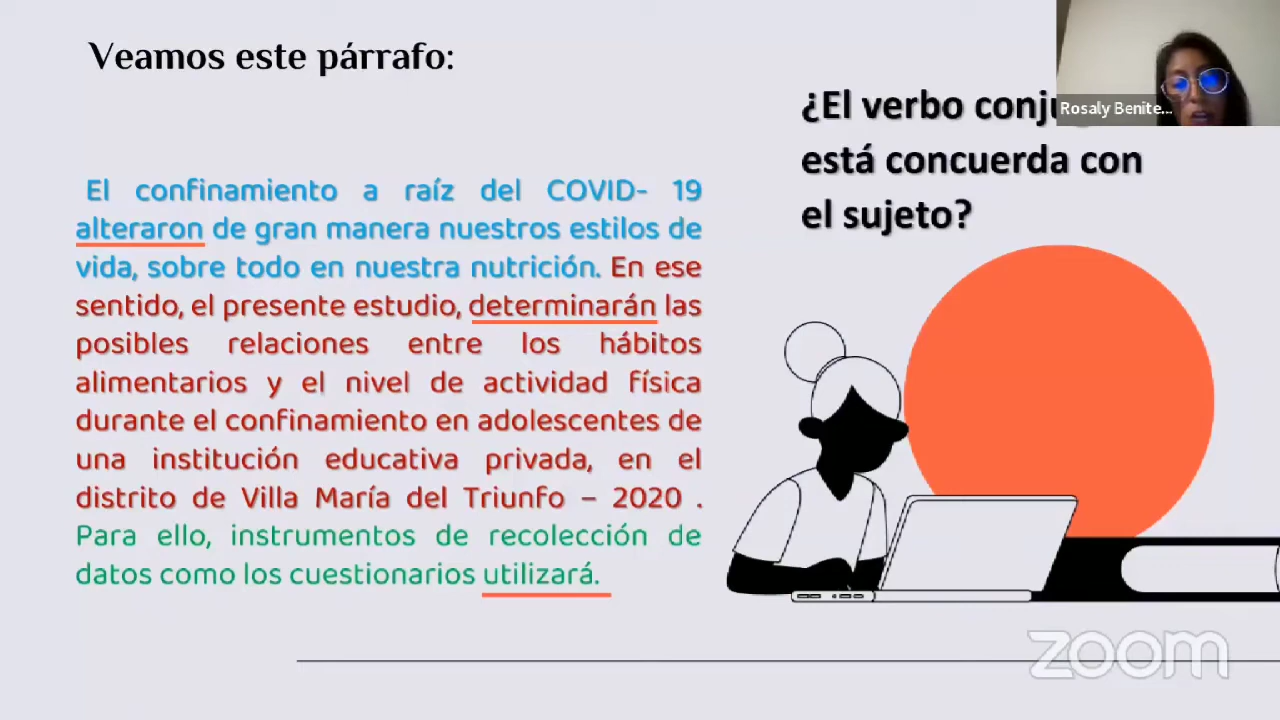 Veamos este párrafo:
¿El verbo
está concuerda con
el sujeto?
Rosaly Benite...
El confinamiento a raíz del COVID- 19
alteraron de gran manera nuestros estilos de
vida, sobre todo en nuestra nutrición. En ese
sentido, el presente estudio, determinarán las
posibles relaciones entre los hábitos
alimentarios y el nivel de actividad física
durante el confinamiento en adolescentes de
una institución educativa privada, en el
distrito de Villa María del Triunfo – 2020 .
Para ello, instrumentos de recolección de
datos como los cuestionarios utilizará.
zoom